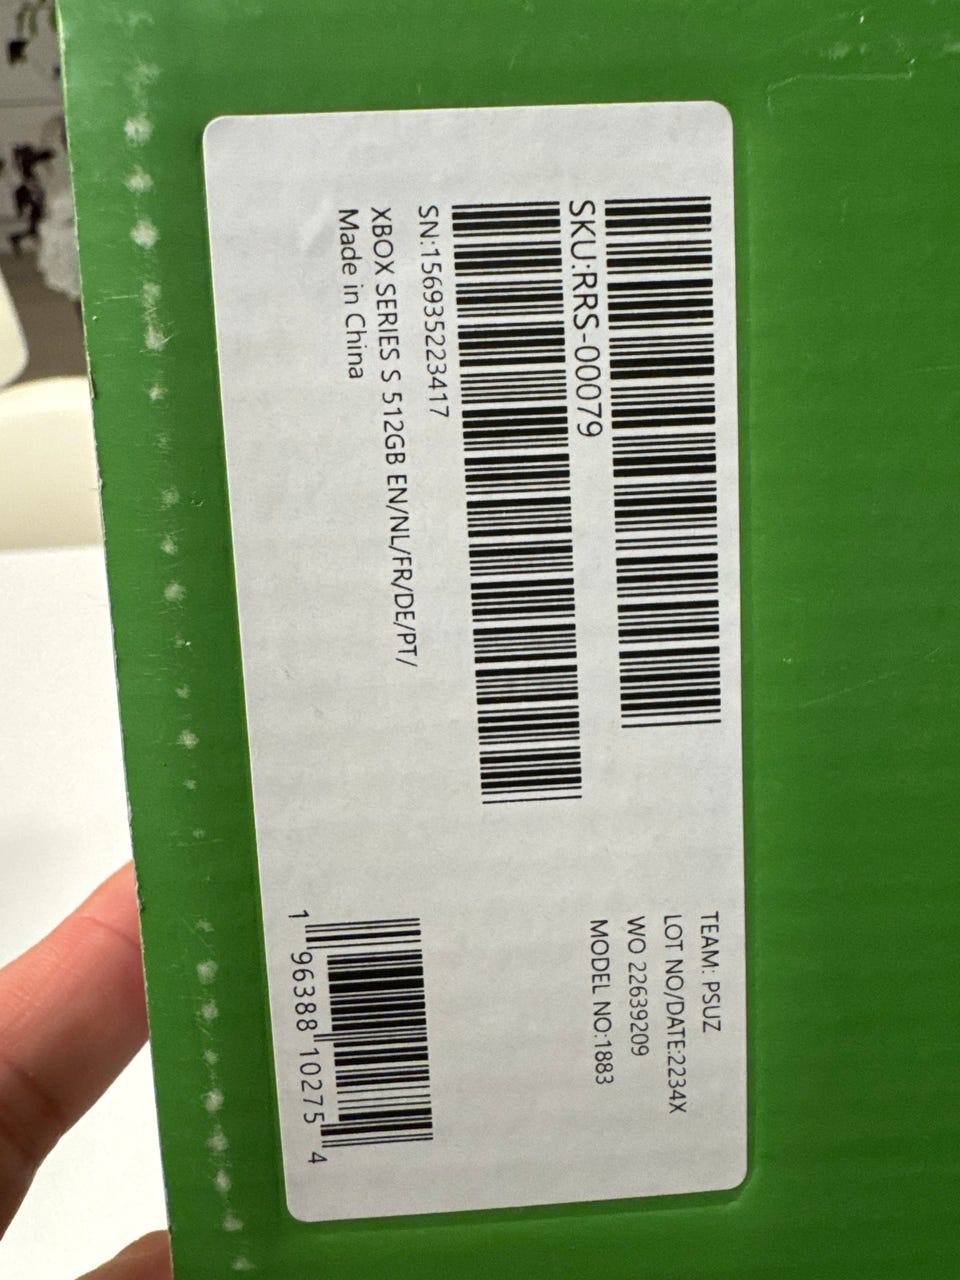 SKU:RRS-00079
SN:156935223417
XBOX SERIES S 512GB EN/NL/FR/DE/PT/
Made in China
TEAM: PSUZ
LOT NO/DATE:2234X
WO 22639209
MODEL NO:1883
1 96388 10275 4